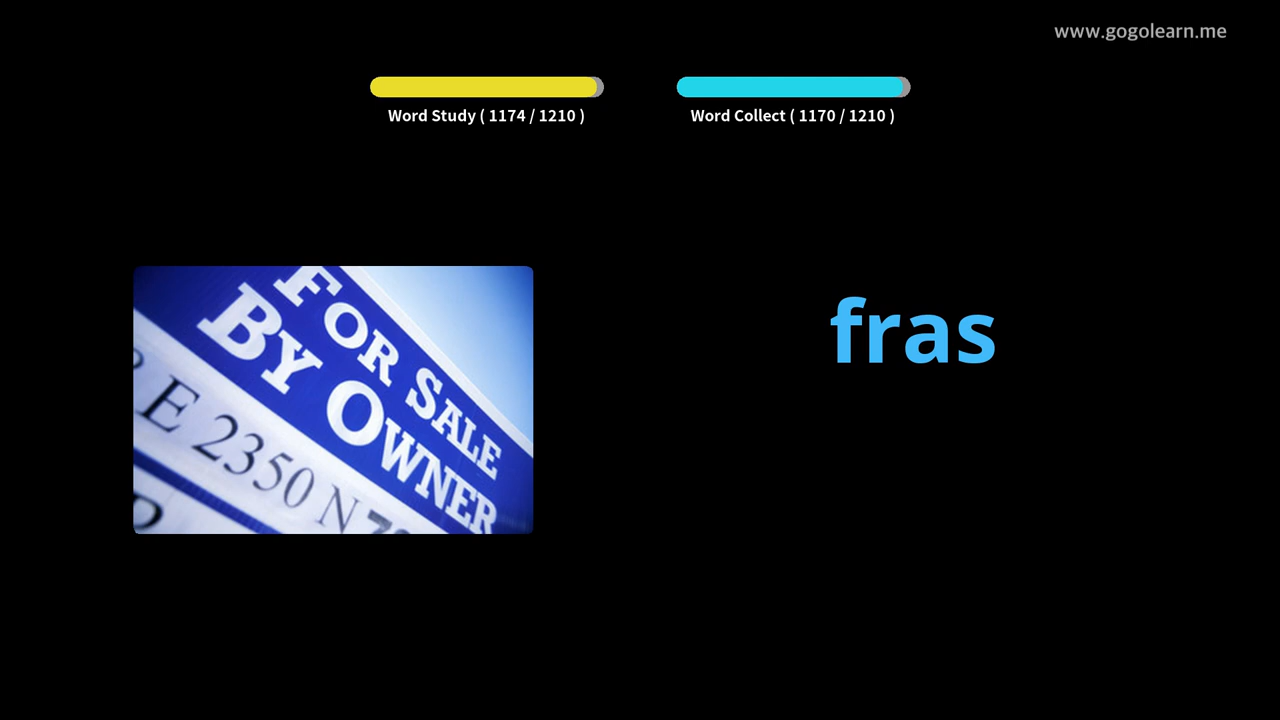 www.gogolearn.me
Word Study ( 1174 / 1210 )
Word Collect ( 1170 / 1210 )
FOR SALE
BY OWNER
E 2350 N
fras